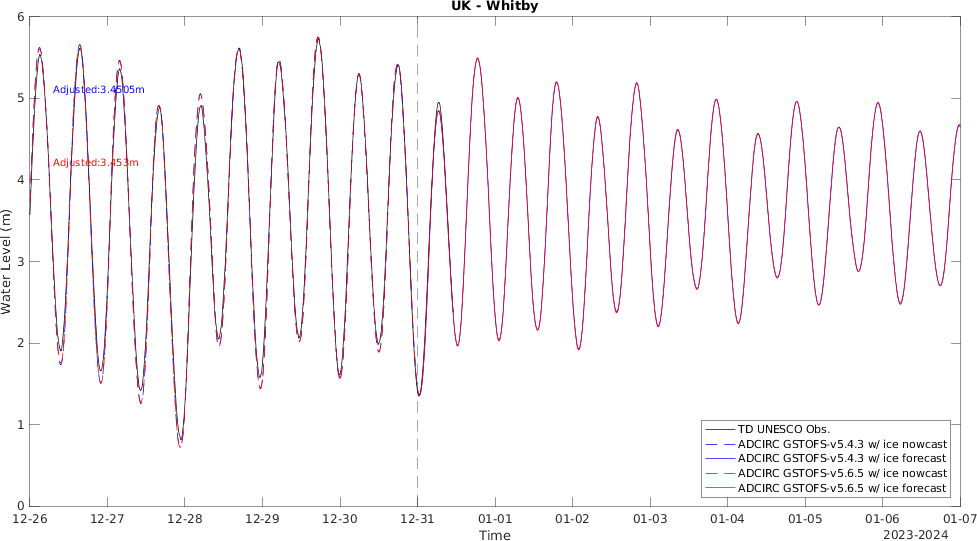 UK - Whitby
6
5
4
3
2
1
0
Water Level (m)
Adjusted:3.4505m
Adjusted:3.453m
TD UNESCO Obs.
ADCIRC GSTOFS-v5.4.3 w/ ice nowcast
ADCIRC GSTOFS-v5.4.3 w/ ice forecast
ADCIRC GSTOFS-v5.6.5 w/ ice nowcast
ADCIRC GSTOFS-v5.6.5 w/ ice forecast
12-26 12-27 12-28 12-29 12-30 12-31 01-01 01-02 01-03 01-04 01-05 01-06 01-07
Time
2023-2024